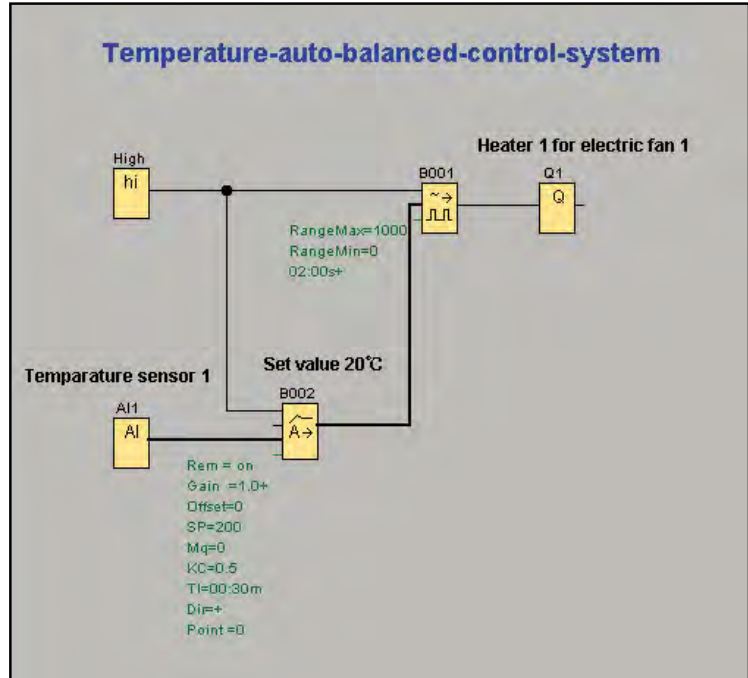 Temperature-auto-balanced-control-system
Heater 1 for electric fan 1
High
hi
B001
~→
Q1
Q
RangeMax=1000
RangeMin=0
02:00s+
Set value 20℃
Temparature sensor 1
B002
A→
AI1
AI
Rem = on
Gain =1.0+
Offset=0
SP=200
Mq=0
KC=0.5
TI=00:30m
Dir=+
Point =0